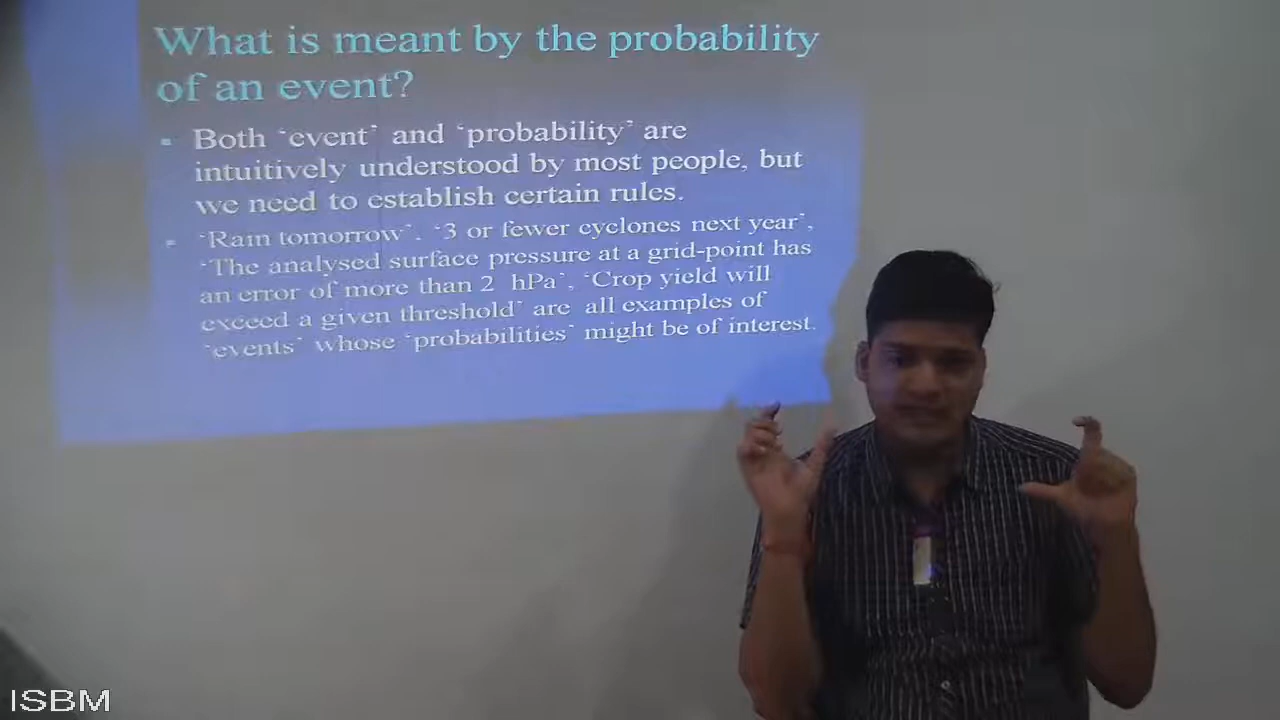 What is meant by the probability
of an event?
Both ‘event’ and ‘probability’ are
intuitively understood by most people, but
we need to establish certain rules.
‘Rain tomorrow’, ‘3 or fewer cyclones next year’,
‘The analysed surface pressure at a grid-point has
an error of more than 2 hPa’, ‘Crop yield will
exceed a given threshold’ are all examples of
‘events’ whose ‘probabilities’ might be of interest.
ISBM